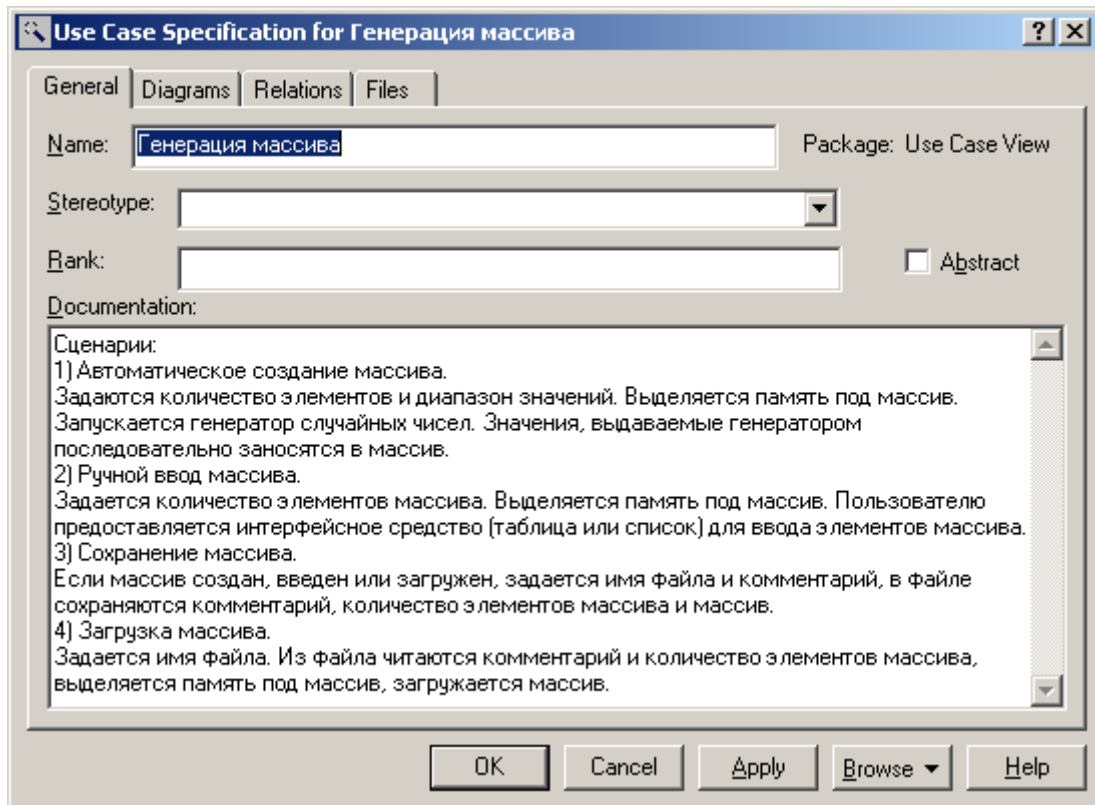 Use Case Specification for Генерация массива
General Diagrams Relations Files
Name: Генерация массива Package: Use Case View
Stereotype:
Rank: Abstract
Documentation:
Сценарии:
1) Автоматическое создание массива.
Задаются количество элементов и диапазон значений. Выделяется память под массив.
Запускается генератор случайных чисел. Значения, выдаваемые генератором
последовательно заносятся в массив.
2) Ручной ввод массива.
Задается количество элементов массива. Выделяется память под массив. Пользователю
предоставляется интерфейсное средство (таблица или список) для ввода элементов массива.
3) Сохранение массива.
Если массив создан, введен или загружен, задается имя файла и комментарий, в файле
сохраняются комментарий, количество элементов массива и массив.
4) Загрузка массива.
Задается имя файла. Из файла читаются комментарий и количество элементов массива,
выделяется память под массив, загружается массив.
OK Cancel Apply Browse Help